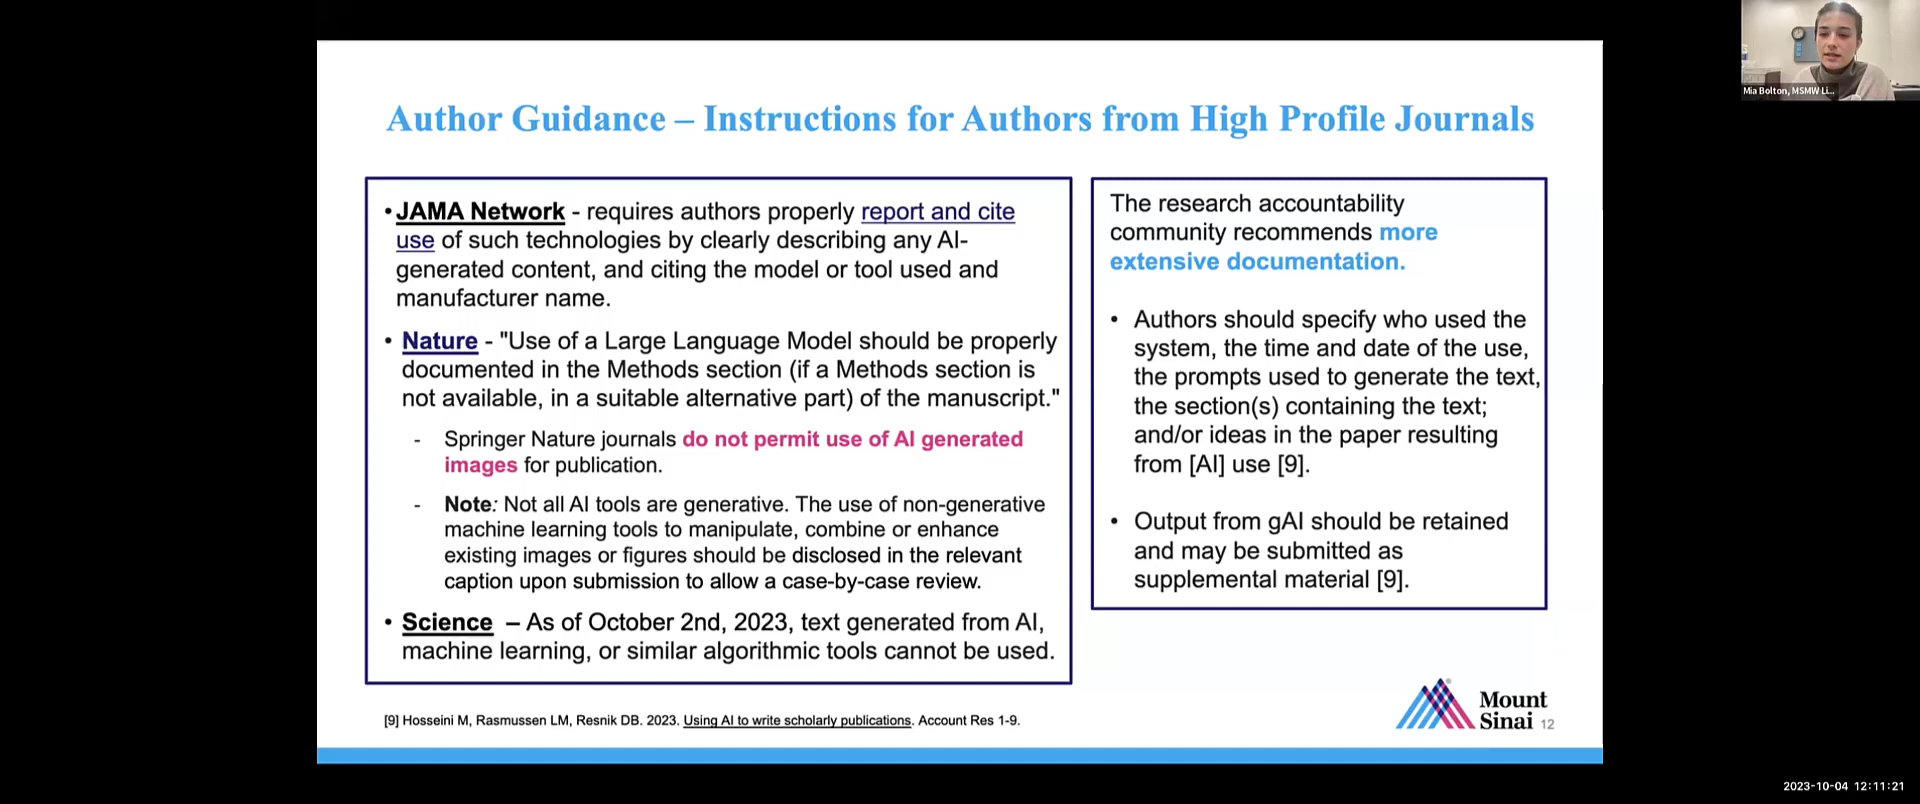 Mia Bolton, MSMW Li...
Author Guidance – Instructions for Authors from High Profile Journals
•JAMA Network - requires authors properly report and cite
use of such technologies by clearly describing any AI-
generated content, and citing the model or tool used and
manufacturer name.
• Nature - "Use of a Large Language Model should be properly
documented in the Methods section (if a Methods section is
not available, in a suitable alternative part) of the manuscript."
- Springer Nature journals do not permit use of AI generated
images for publication.
- Note: Not all AI tools are generative. The use of non-generative
machine learning tools to manipulate, combine or enhance
existing images or figures should be disclosed in the relevant
caption upon submission to allow a case-by-case review.
• Science – As of October 2nd, 2023, text generated from AI,
machine learning, or similar algorithmic tools cannot be used.
The research accountability
community recommends more
extensive documentation.
• Authors should specify who used the
system, the time and date of the use,
the prompts used to generate the text,
the section(s) containing the text;
and/or ideas in the paper resulting
from [AI] use [9].
• Output from gAI should be retained
and may be submitted as
supplemental material [9].
[9] Hosseini M, Rasmussen LM, Resnik DB. 2023. Using AI to write scholarly publications. Account Res 1-9.
Mount
Sinai 12
2023-10-04 12:11:21